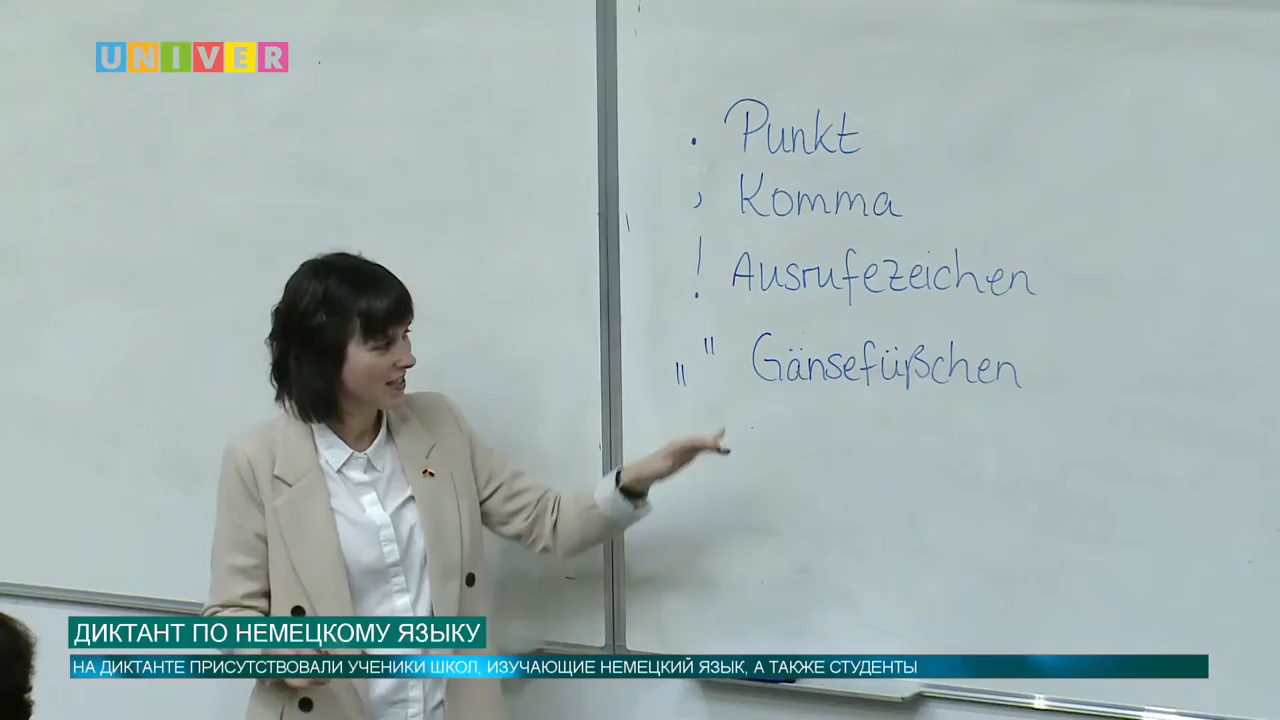 UNIVER
. Punkt
, Komma
! Ausrufezeichen
„ " Gänsefüßchen
ДИКТАНТ ПО НЕМЕЦКОМУ ЯЗЫКУ
НА ДИКТАНТЕ ПРИСУТСТВОВАЛИ УЧЕНИКИ ШКОЛ, ИЗУЧАЮЩИЕ НЕМЕЦКИЙ ЯЗЫК, А ТАКЖЕ СТУДЕНТЫ